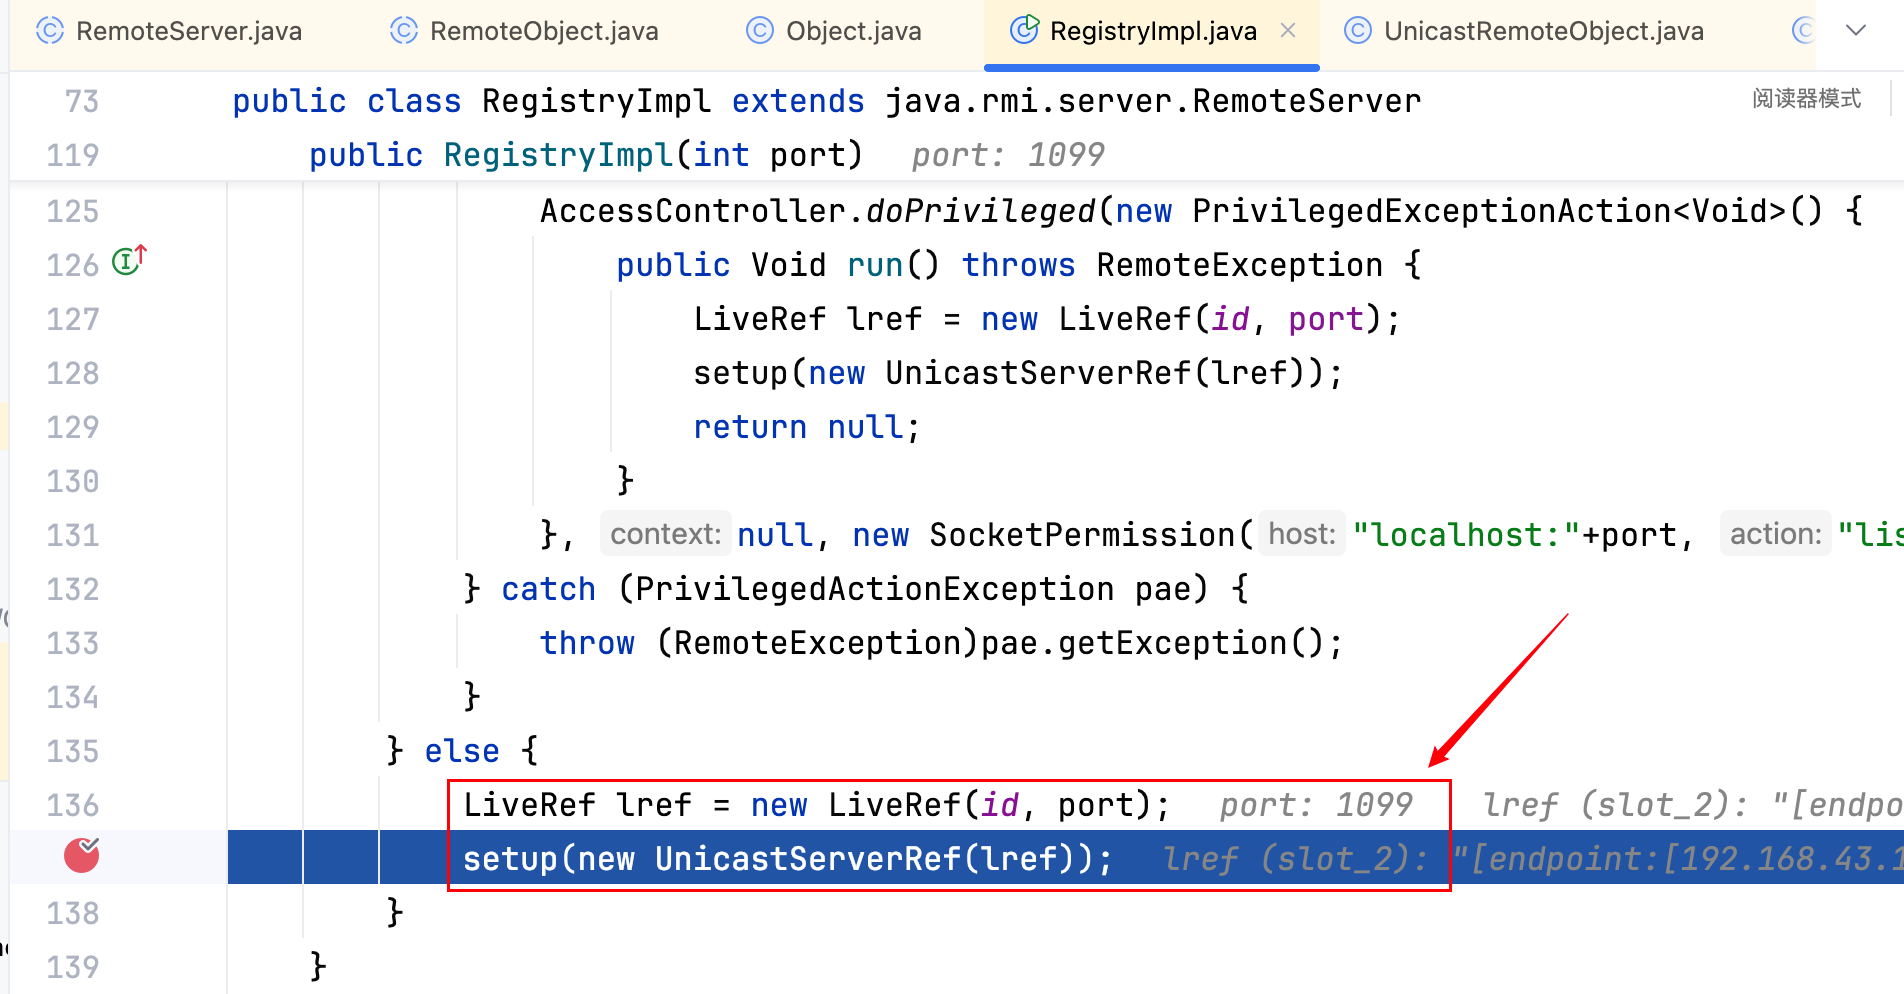 RemoteServer.java RemoteObject.java Object.java RegistryImpl.java UnicastRemoteObject.java
73 public class RegistryImpl extends java.rmi.server.RemoteServer 阅读器模式
119 public RegistryImpl(int port) port: 1099
125 AccessController.doPrivileged(new PrivilegedExceptionAction<Void>() {
126 public Void run() throws RemoteException {
127 LiveRef lref = new LiveRef(id, port);
128 setup(new UnicastServerRef(lref));
129 return null;
130 }
131 }, context: null, new SocketPermission( host: "localhost:"+port, action: "lis
132 } catch (PrivilegedActionException pae) {
133 throw (RemoteException)pae.getException();
134 }
135 } else {
136 LiveRef lref = new LiveRef(id, port); port: 1099 lref (slot_2): "[endpo
setup(new UnicastServerRef(lref)); lref (slot_2): "[endpoint:[192.168.43.1
138 }
139 }